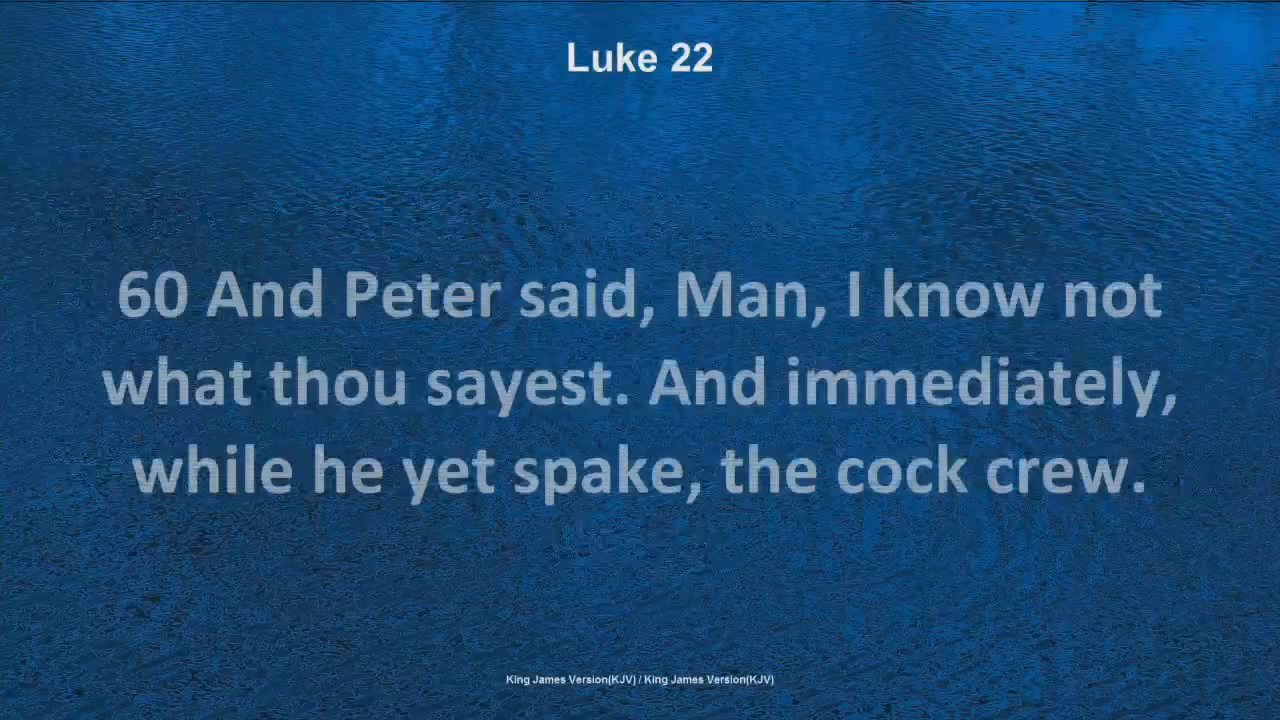 Luke 22
60 And Peter said, Man, I know not
what thou sayest. And immediately,
while he yet spake, the cock crew.
King James Version(KJV) / King James Version(KJV)